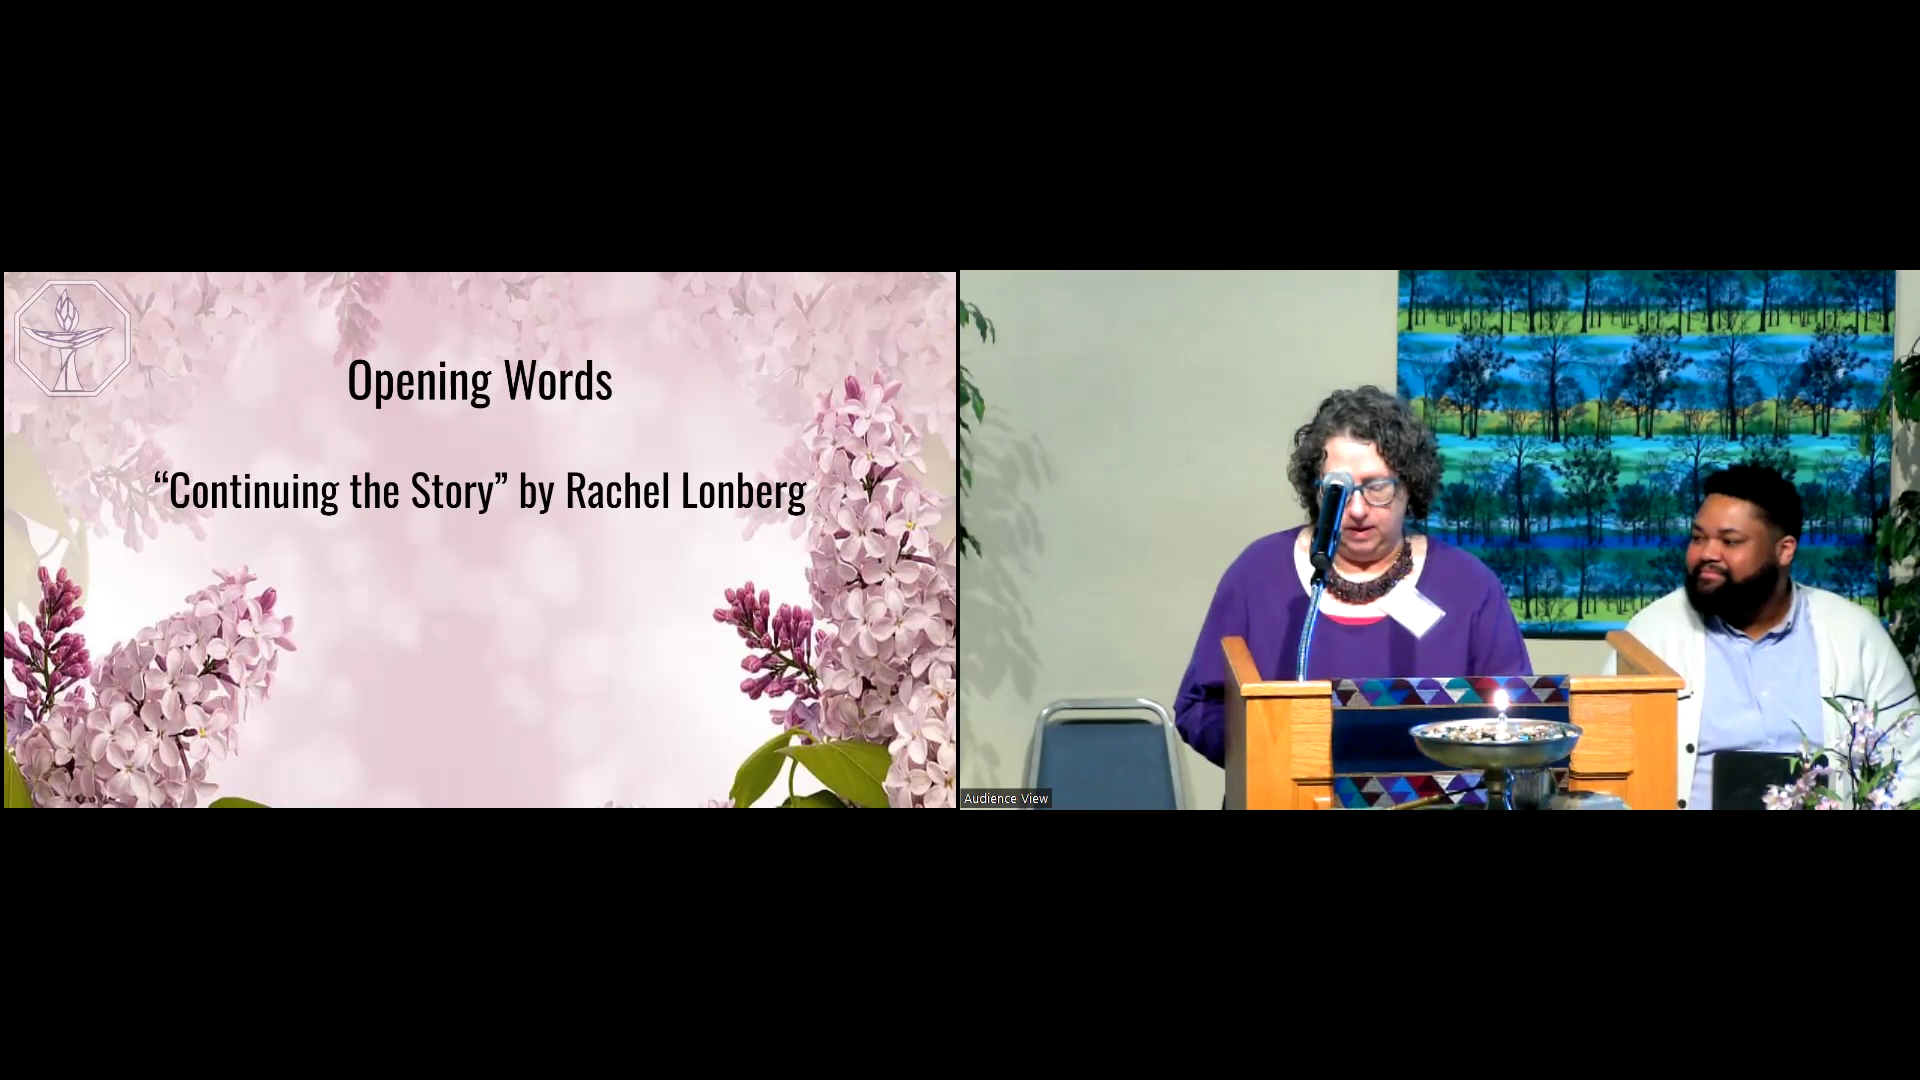 Opening Words
“Continuing the Story” by Rachel Lonberg
Audience View